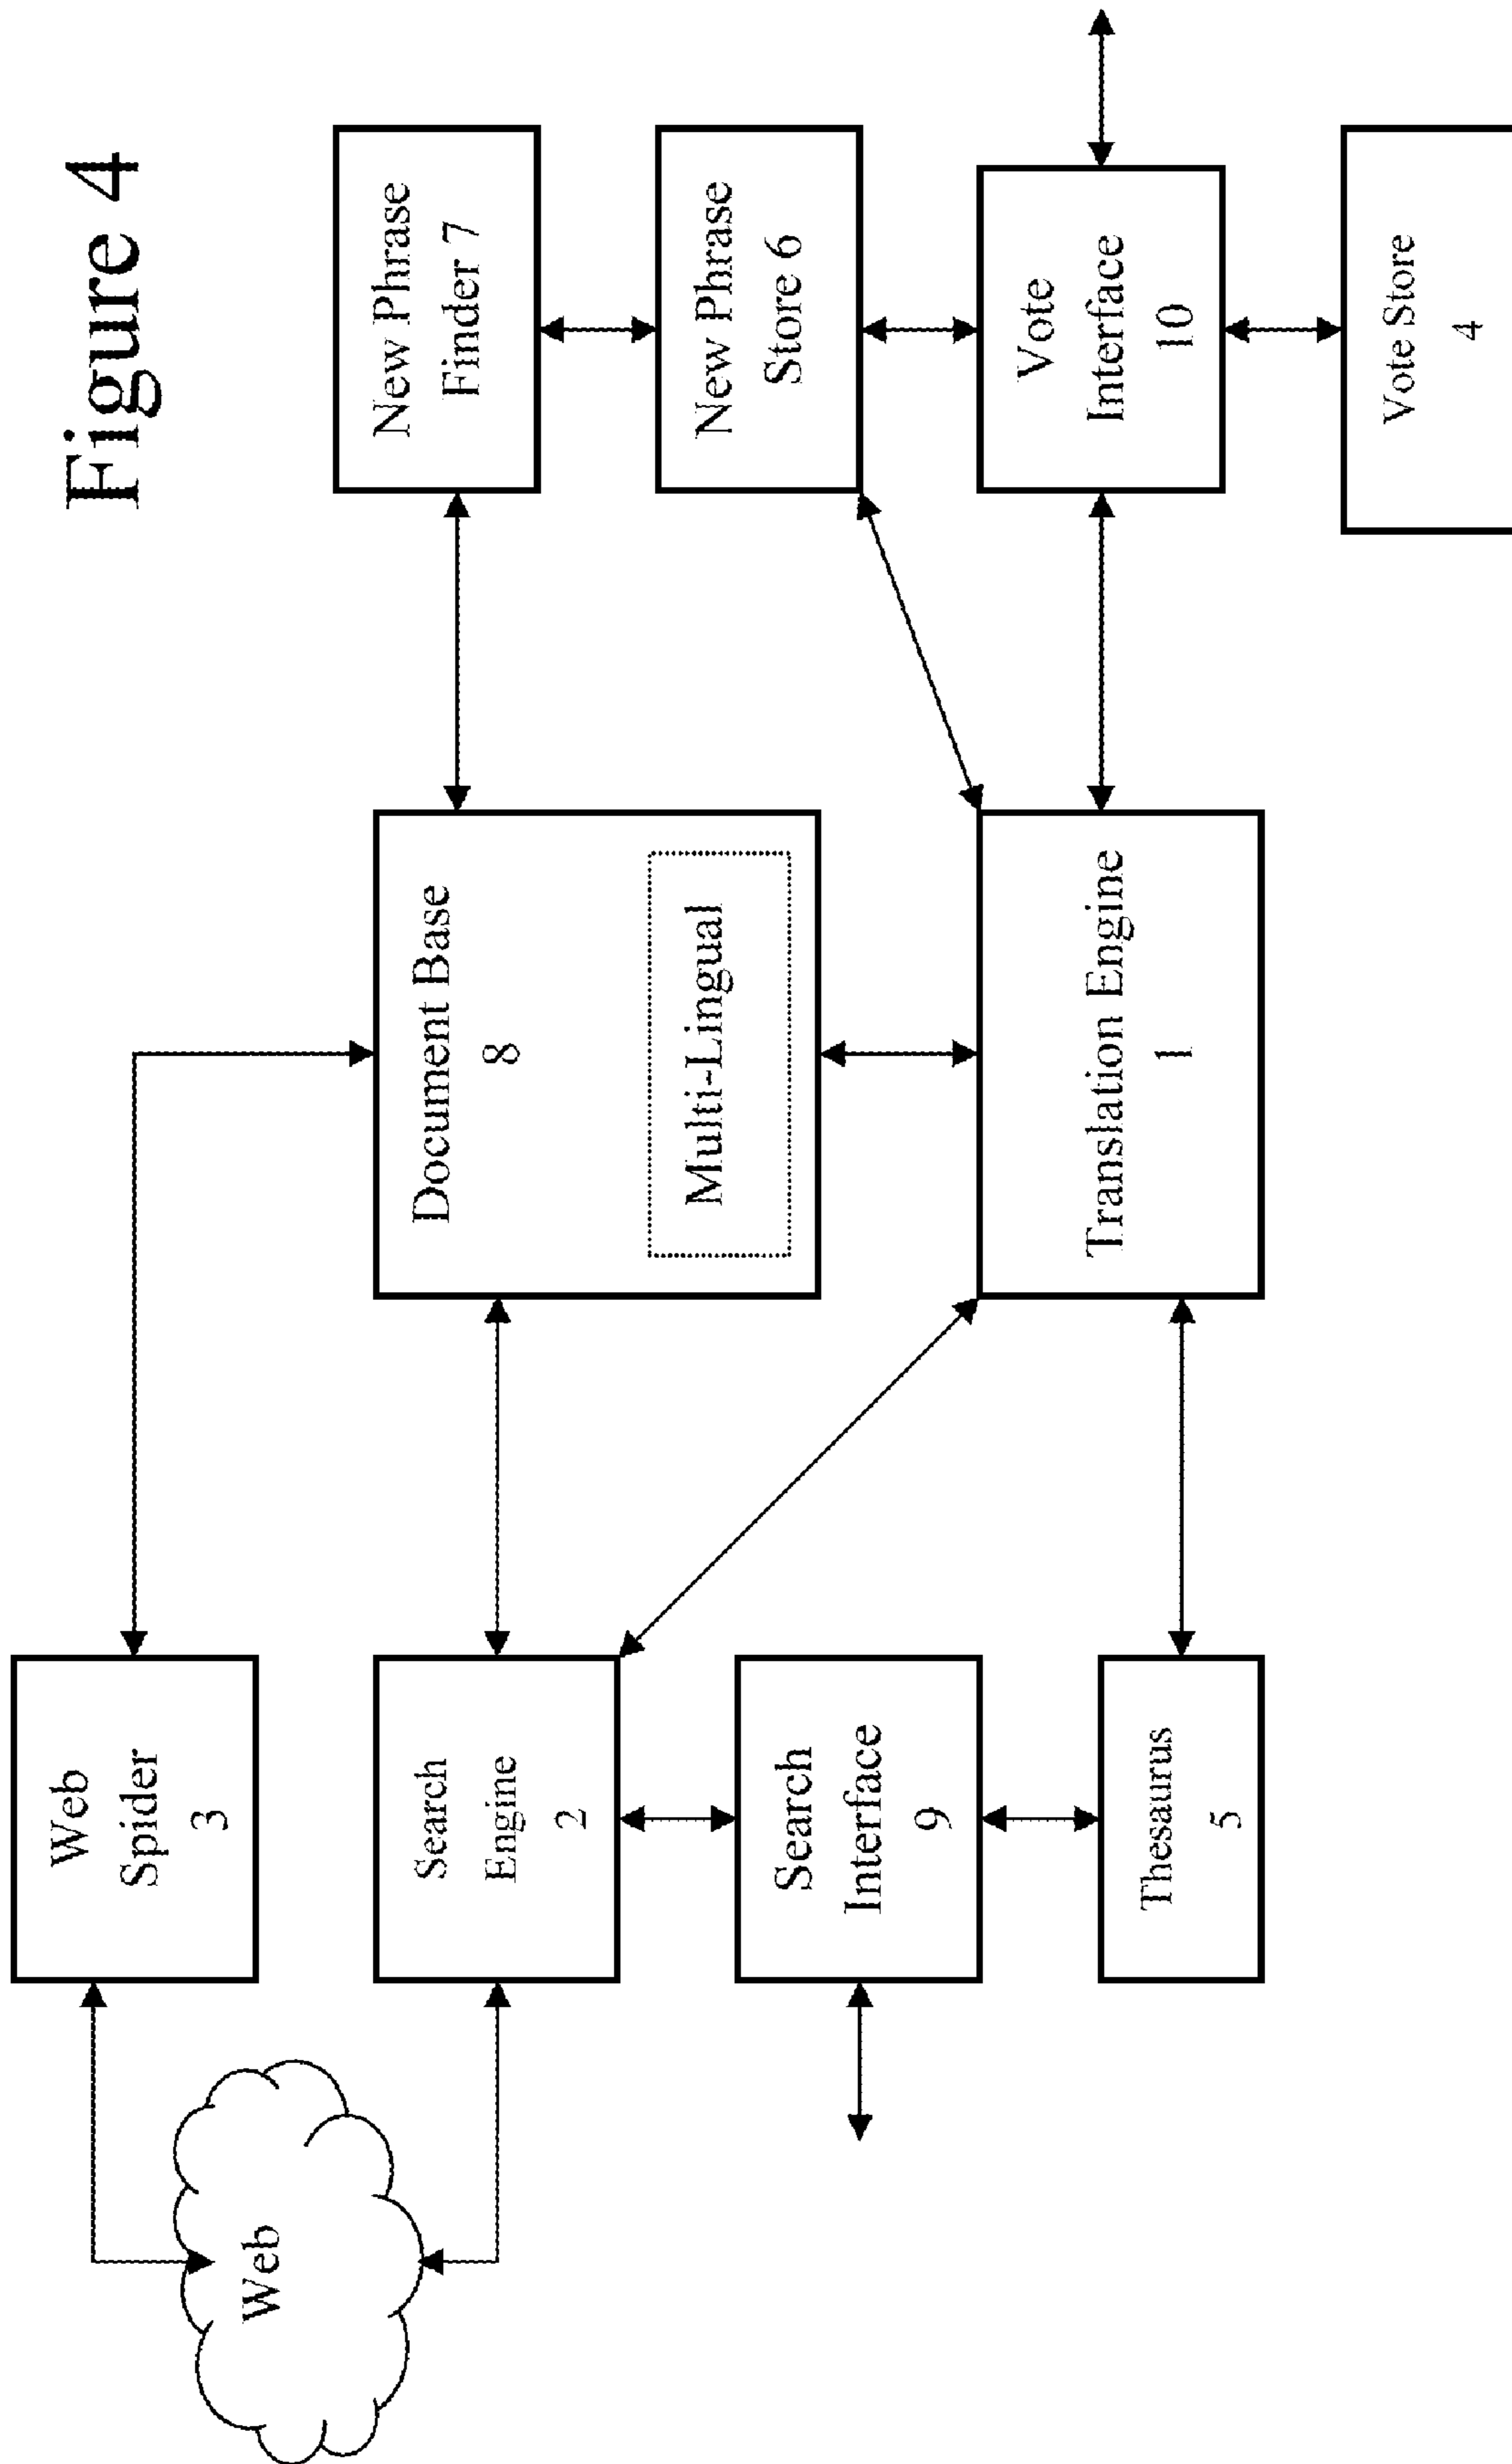 Figure 4
Web
Web
Spider
3
Search
Engine
2
Search
Interface
9
Thesaurus
5
Document Base
8
Multi-Lingual
Translation Engine
1
New Phrase
Finder 7
New Phrase
Store 6
Vote
Interface
10
Vote Store
4